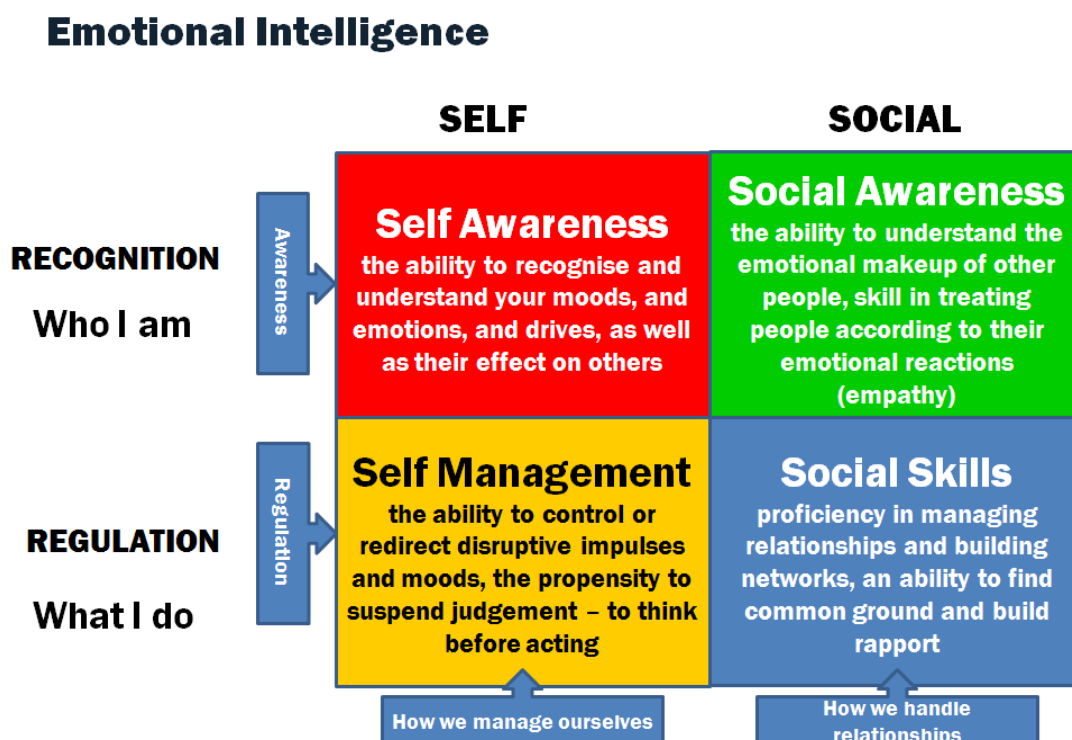 Emotional Intelligence
SELF
SOCIAL
RECOGNITION
Who I am
Awareness
Self Awareness
the ability to recognise and
understand your moods, and
emotions, and drives, as well
as their effect on others
Social Awareness
the ability to understand the
emotional makeup of other
people, skill in treating
people according to their
emotional reactions
(empathy)
REGULATION
What I do
Regulation
Self Management
the ability to control or
redirect disruptive impulses
and moods, the propensity to
suspend judgement – to think
before acting
Social Skills
proficiency in managing
relationships and building
networks, an ability to find
common ground and build
rapport
How we manage ourselves
How we handle
relationships